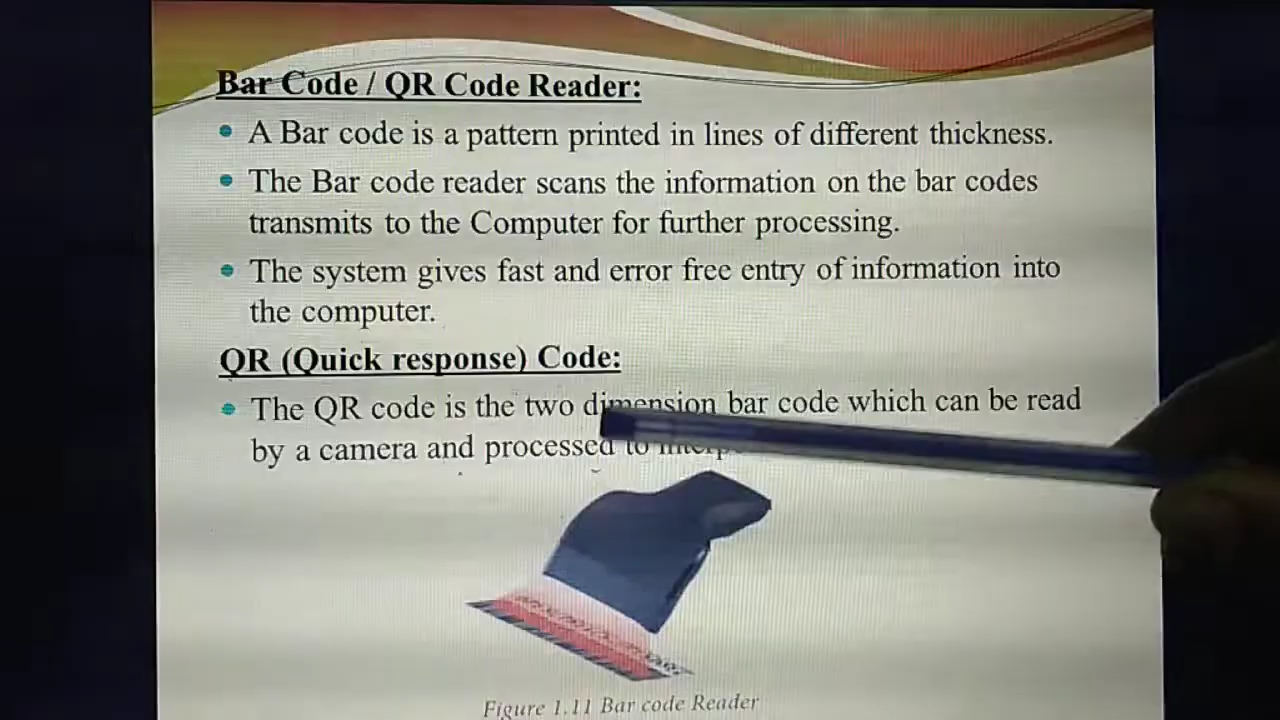 Bar Code / QR Code Reader:
A Bar code is a pattern printed in lines of different thickness.
The Bar code reader scans the information on the bar codes
transmits to the Computer for further processing.
The system gives fast and error free entry of information into
the computer.
QR (Quick response) Code:
The QR code is the two dimension bar code which can be read
by a camera and processed to
Figure 1.11 Bar code Reader